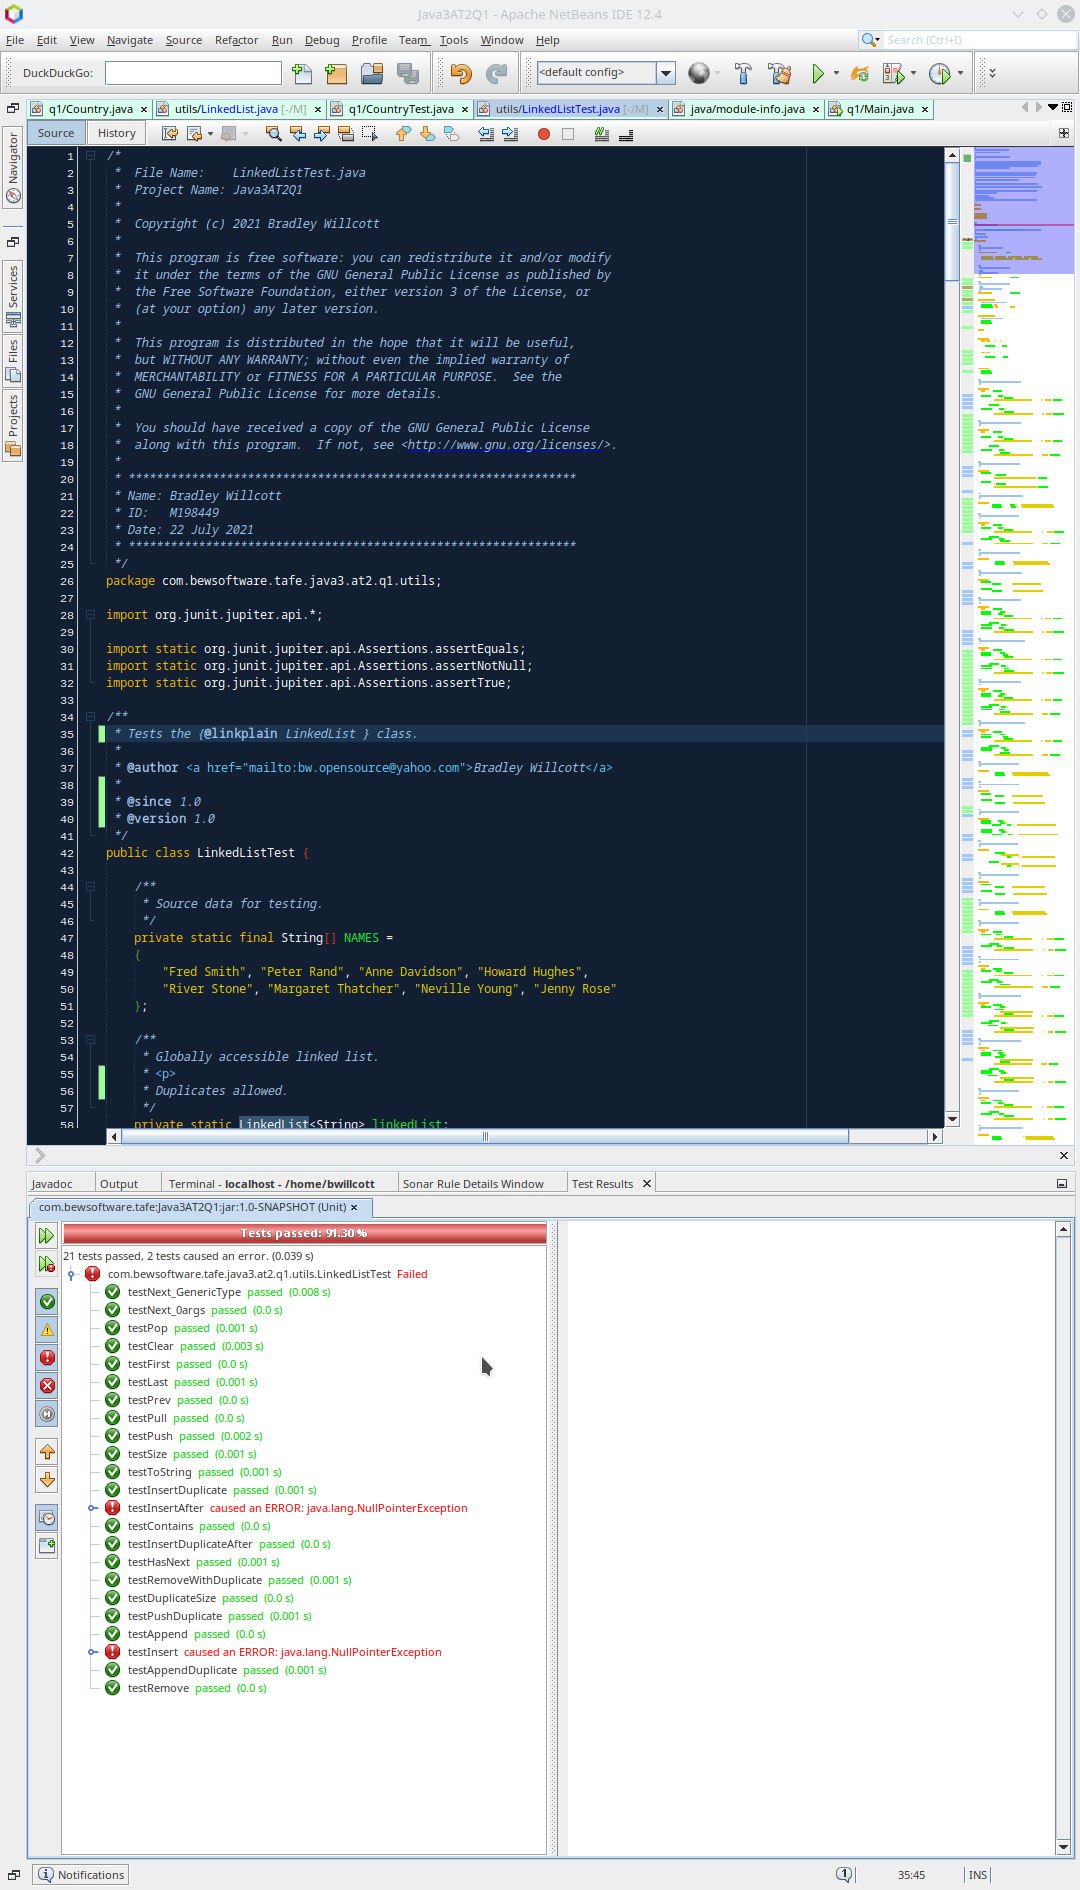 Java3AT2Q1 - Apache NetBeans IDE 12.4
File Edit View Navigate Source Refactor Run Debug Profile Team Tools Window Help
Search (Ctrl+I)
DuckDuckGo:
<default config>
q1/Country.java
utils/LinkedList.java [-/M]
q1/CountryTest.java
utils/LinkedListTest.java [-/M]
java/module-info.java
q1/Main.java
Source
History
Navigator
Services
Files
Projects
1 /*
2 * File Name: LinkedListTest.java
3 * Project Name: Java3AT2Q1
4 *
5 * Copyright (c) 2021 Bradley Willcott
6 *
7 * This program is free software: you can redistribute it and/or modify
8 * it under the terms of the GNU General Public License as published by
9 * the Free Software Foundation, either version 3 of the License, or
10 * (at your option) any later version.
11 *
12 * This program is distributed in the hope that it will be useful,
13 * but WITHOUT ANY WARRANTY; without even the implied warranty of
14 * MERCHANTABILITY or FITNESS FOR A PARTICULAR PURPOSE. See the
15 * GNU General Public License for more details.
16 *
17 * You should have received a copy of the GNU General Public License
18 * along with this program. If not, see <http://www.gnu.org/licenses/>.
19 *
20 * ****************************************************************
21 * Name: Bradley Willcott
22 * ID: M198449
23 * Date: 22 July 2021
24 * ****************************************************************
25 */
26 package com.bewsoftware.tafe.java3.at2.q1.utils;
27
28 import org.junit.jupiter.api.*;
29
30 import static org.junit.jupiter.api.Assertions.assertEquals;
31 import static org.junit.jupiter.api.Assertions.assertNotNull;
32 import static org.junit.jupiter.api.Assertions.assertTrue;
33
34 /**
35 * Tests the {@linkplain LinkedList } class.
36 *
37 * @author <a href="mailto:bw.opensource@yahoo.com">Bradley Willcott</a>
38 *
39 * @since 1.0
40 * @version 1.0
41 */
42 public class LinkedListTest {
43
44 /**
45 * Source data for testing.
46 */
47 private static final String[] NAMES =
48 {
49 "Fred Smith", "Peter Rand", "Anne Davidson", "Howard Hughes",
50 "River Stone", "Margaret Thatcher", "Neville Young", "Jenny Rose"
51 };
52
53 /**
54 * Globally accessible linked list.
55 * <p>
56 * Duplicates allowed.
57 */
58 private static LinkedList<String> linkedList;
Javadoc
Output
Terminal - localhost - /home/bwillcott
Sonar Rule Details Window
Test Results
com.bewsoftware.tafe:Java3AT2Q1:jar:1.0-SNAPSHOT (Unit)
Tests passed: 91.30 %
21 tests passed, 2 tests caused an error. (0.039 s)
com.bewsoftware.tafe.java3.at2.q1.utils.LinkedListTest Failed
testNext_GenericType passed (0.008 s)
testNext_0args passed (0.0 s)
testPop passed (0.001 s)
testClear passed (0.003 s)
testFirst passed (0.0 s)
testLast passed (0.001 s)
testPrev passed (0.0 s)
testPull passed (0.0 s)
testPush passed (0.002 s)
testSize passed (0.001 s)
testToString passed (0.001 s)
testInsertDuplicate passed (0.001 s)
testInsertAfter caused an ERROR: java.lang.NullPointerException
testContains passed (0.0 s)
testInsertDuplicateAfter passed (0.0 s)
testHasNext passed (0.001 s)
testRemoveWithDuplicate passed (0.001 s)
testDuplicateSize passed (0.0 s)
testPushDuplicate passed (0.001 s)
testAppend passed (0.0 s)
testInsert caused an ERROR: java.lang.NullPointerException
testAppendDuplicate passed (0.001 s)
testRemove passed (0.0 s)
Notifications
1
35:45
INS